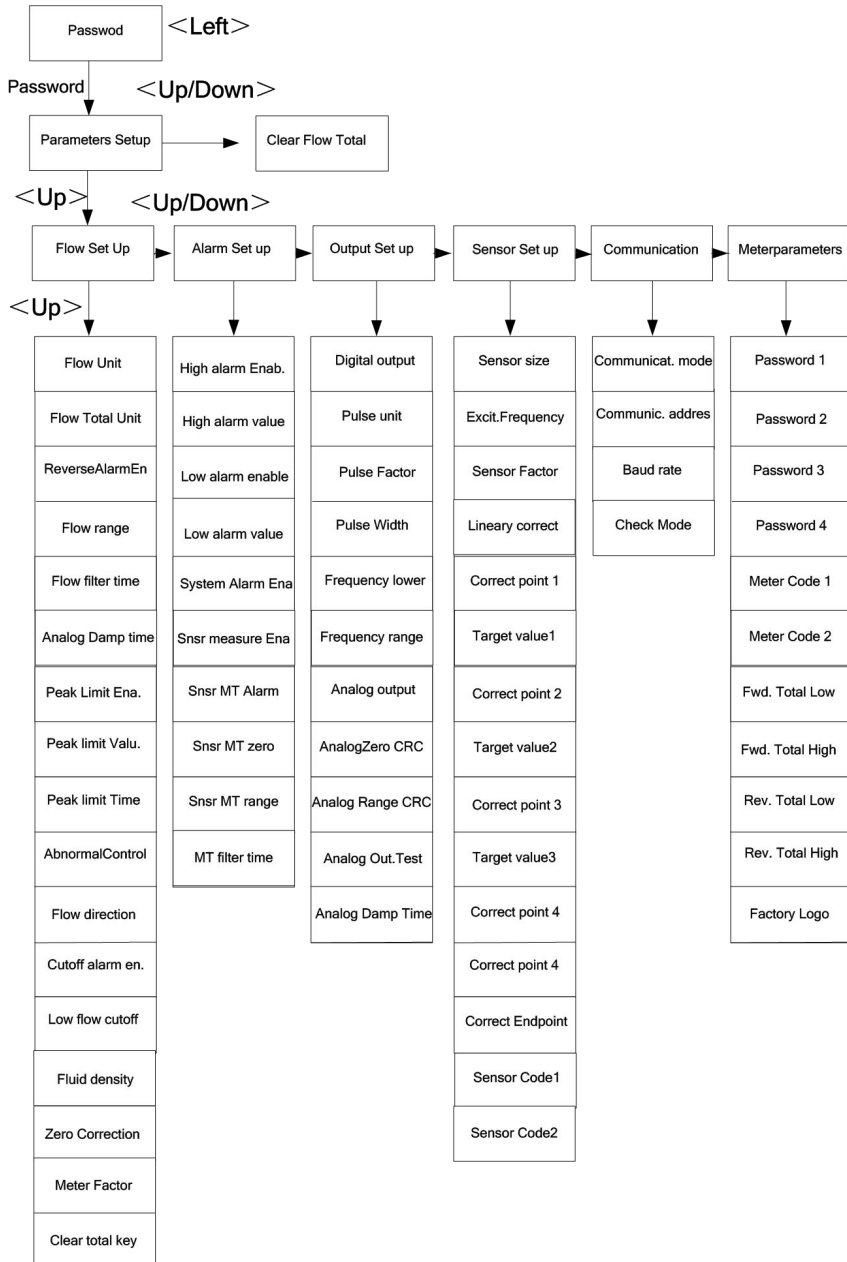 Passwod
<Left>
Password
<Up/Down>
Parameters Setup
Clear Flow Total
<Up>
<Up/Down>
Flow Set Up
Alarm Set up
Output Set up
Sensor Set up
Communication
Meterparameters
<Up>
Flow Unit
Flow Total Unit
ReverseAlarmEn
Flow range
Flow filter time
Analog Damp time
Peak Limit Ena.
Peak limit Valu.
Peak limit Time
AbnormalControl
Flow direction
Cutoff alarm en.
Low flow cutoff
Fluid density
Zero Correction
Meter Factor
Clear total key
High alarm Enab.
High alarm value
Low alarm enable
Low alarm value
System Alarm Ena
Snsr measure Ena
Snsr MT Alarm
Snsr MT zero
Snsr MT range
MT filter time
Digital output
Pulse unit
Pulse Factor
Pulse Width
Frequency lower
Frequency range
Analog output
AnalogZero CRC
Analog Range CRC
Analog Out.Test
Analog Damp Time
Sensor size
Excit.Frequency
Sensor Factor
Lineary correct
Correct point 1
Target value1
Correct point 2
Target value2
Correct point 3
Target value3
Correct point 4
Correct point 4
Correct Endpoint
Sensor Code1
Sensor Code2
Communicat. mode
Communic. addres
Baud rate
Check Mode
Password 1
Password 2
Password 3
Password 4
Meter Code 1
Meter Code 2
Fwd. Total Low
Fwd. Total High
Rev. Total Low
Rev. Total High
Factory Logo